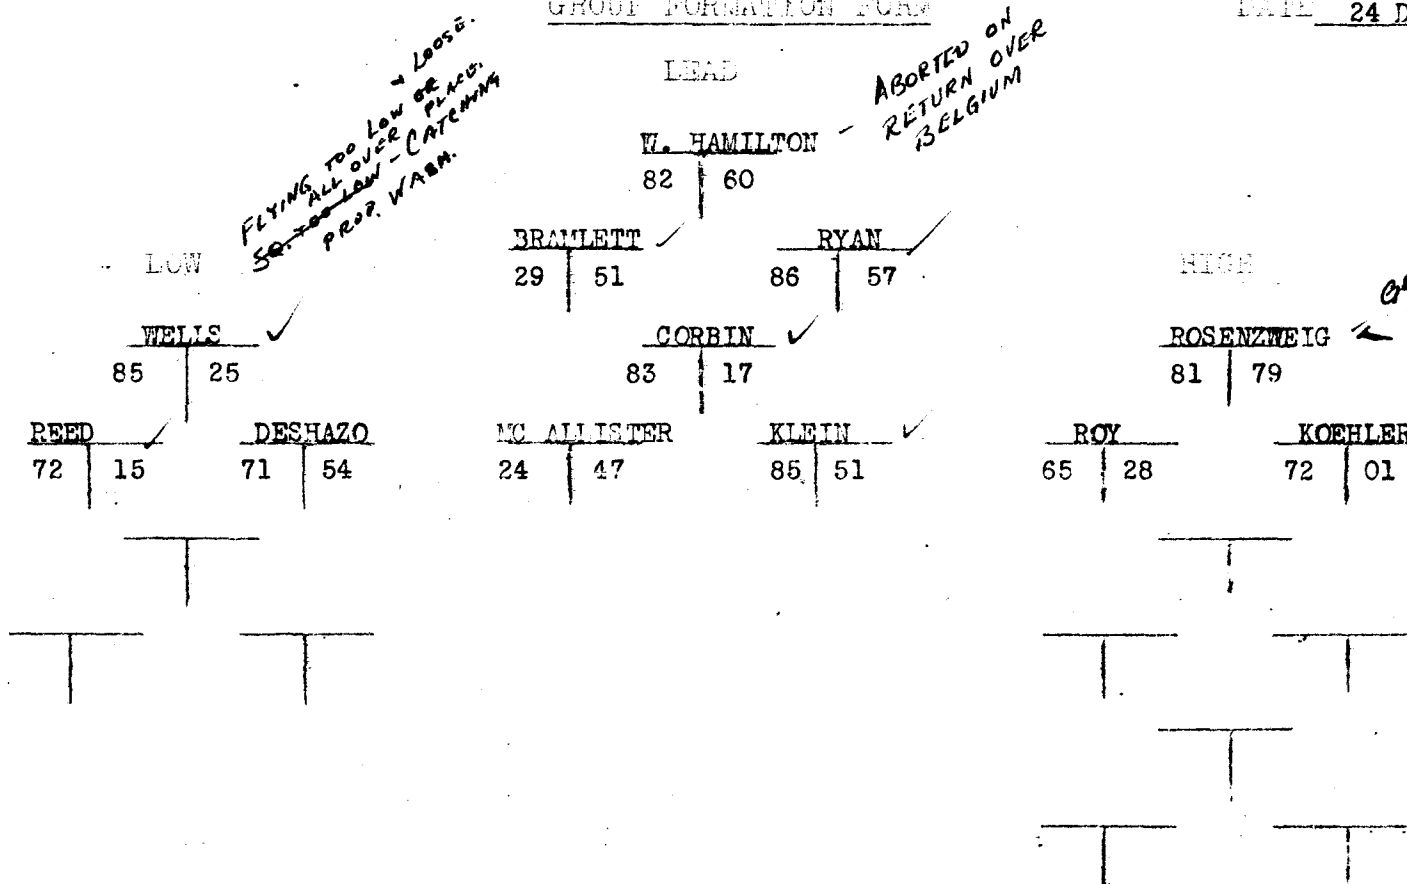 GROUP FORMATION FORM
DATE 24 D
LEAD
FLYING TOO LOW OR & LOOSE.
ALL OVER PLACE.
SQ. TOO LOW - CATCHING
PROP. WASH.
ABORTED ON
RETURN OVER
BELGIUM
W. HAMILTON
82 60
BRAMLETT RYAN
29 51 86 57
LOW HIGH
WELLS CORBIN ROSENZWEIG
85 25 83 17 81 79
REED DESHAZO MC ALLISTER KLEIN ROY KOEHLER
72 15 71 54 24 47 85 51 65 28 72 01